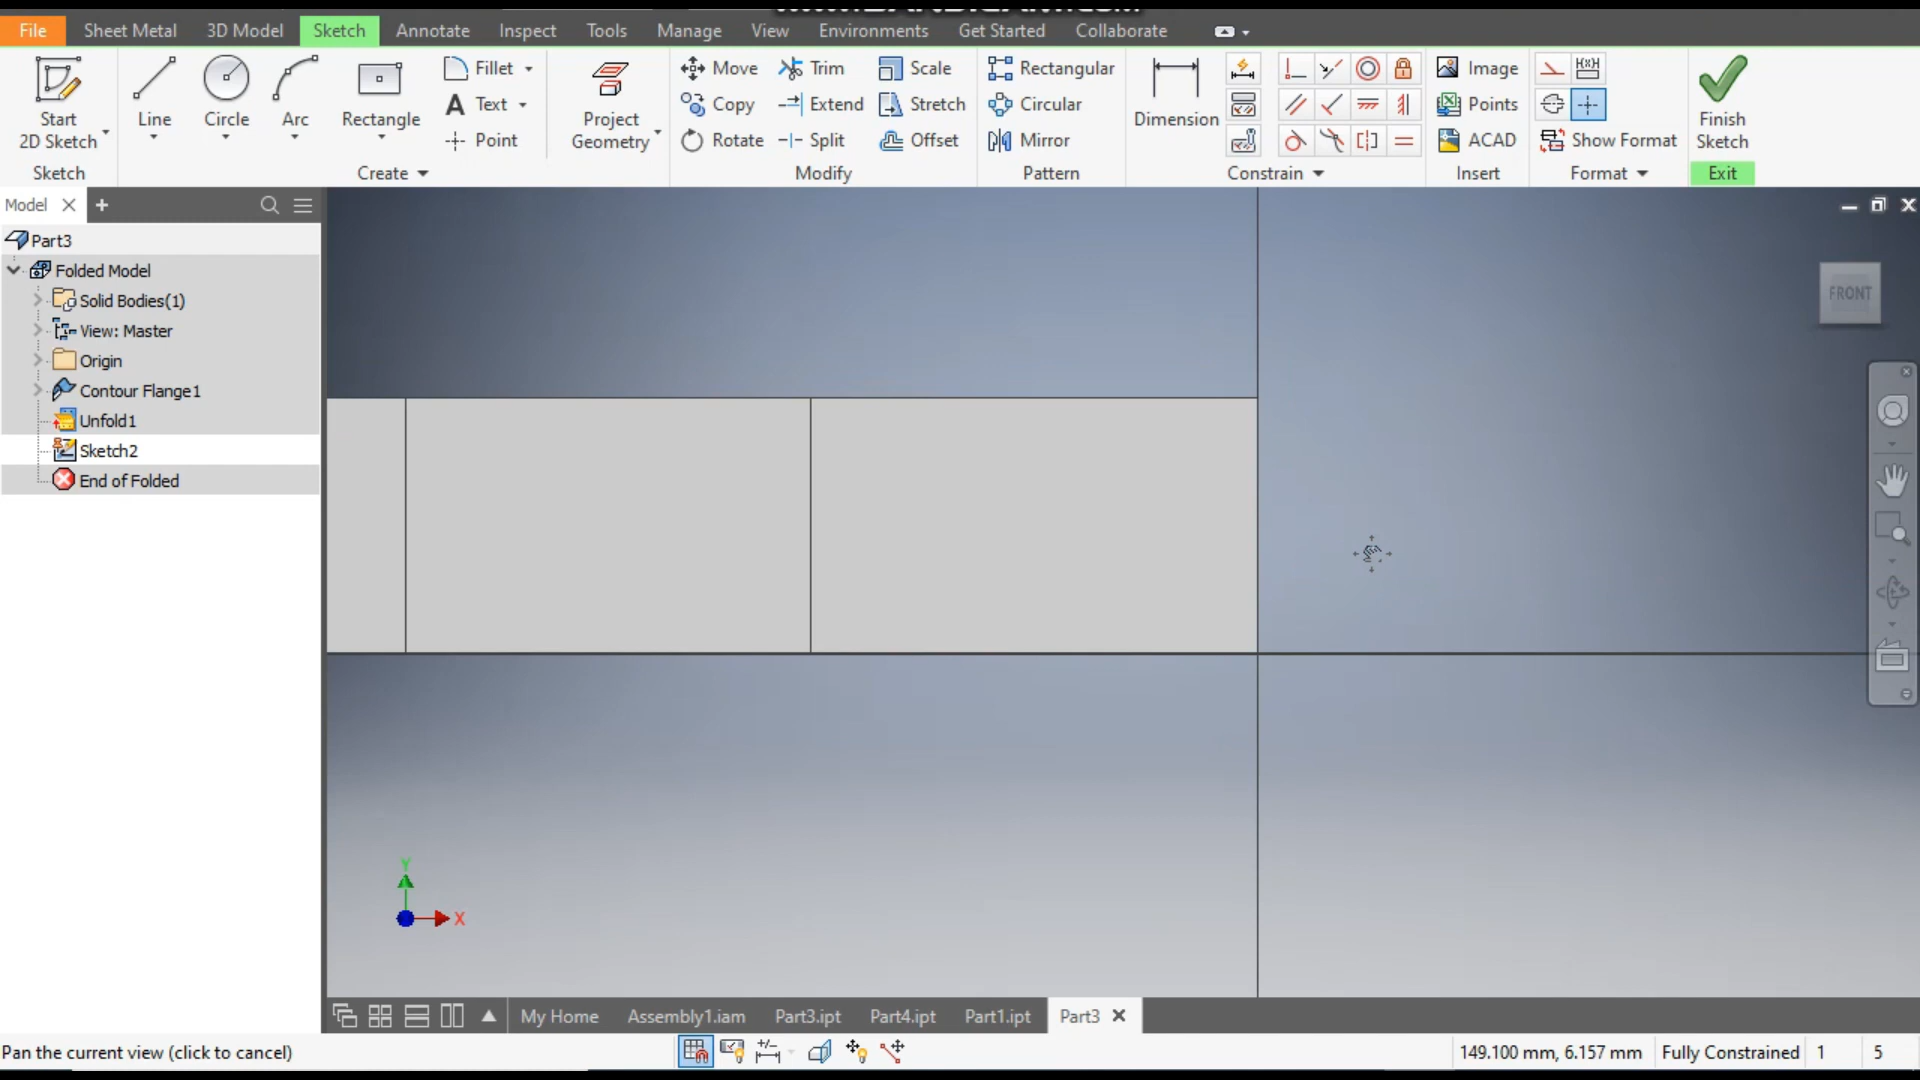 File Sheet Metal 3D Model Sketch Annotate Inspect Tools Manage View Environments Get Started Collaborate
Start 2D Sketch
Line
Circle
Arc
Rectangle
Fillet
Text
Point
Project Geometry
Move
Copy
Rotate
Trim
Extend
Split
Scale
Stretch
Offset
Rectangular
Circular
Mirror
Dimension
Image
Points
ACAD
Show Format
Finish Sketch
Sketch Create Modify Pattern Constrain Insert Format Exit
Model
Part3
Folded Model
Solid Bodies(1)
View: Master
Origin
Contour Flange1
Unfold1
Sketch2
End of Folded
FRONT
Y
X
My Home Assembly1.iam Part3.ipt Part4.ipt Part1.ipt Part3
Pan the current view (click to cancel)
149.100 mm, 6.157 mm Fully Constrained 1 5